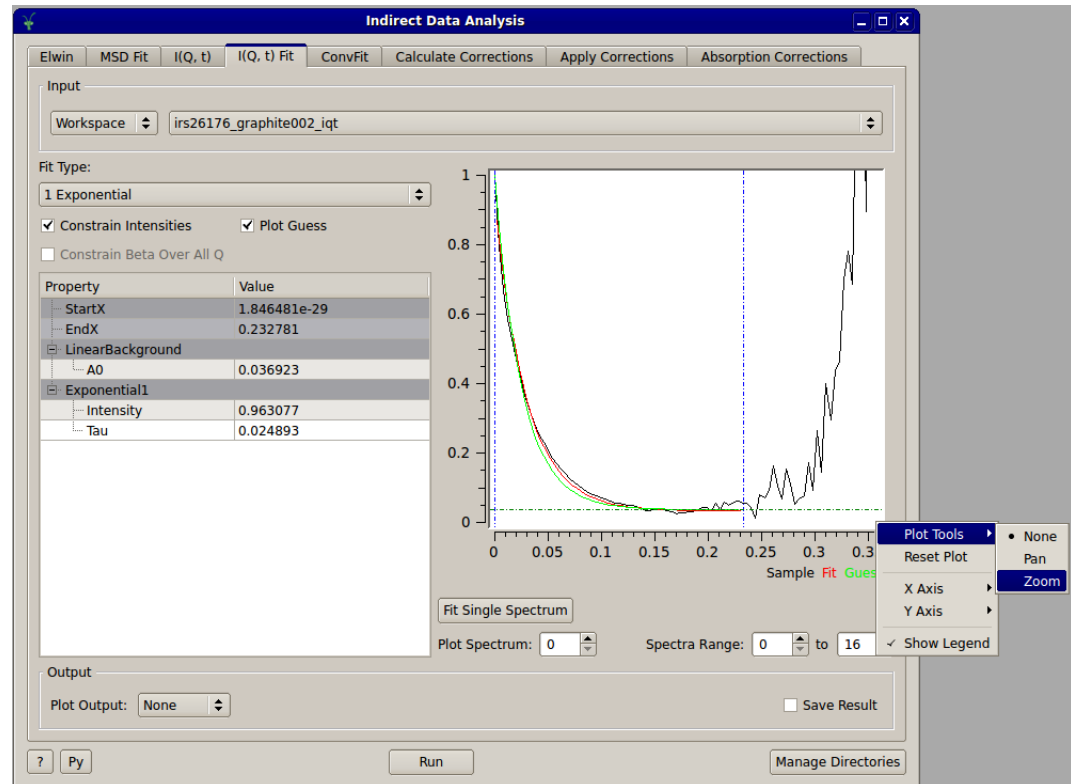 Indirect Data Analysis
Elwin MSD Fit I(Q, t) I(Q, t) Fit ConvFit Calculate Corrections Apply Corrections Absorption Corrections
Input
Workspace irs26176_graphite002_iqt
Fit Type:
1 Exponential
Constrain Intensities Plot Guess
Constrain Beta Over All Q
Property Value
StartX 1.846481e-29
EndX 0.232781
LinearBackground
A0 0.036923
Exponential1
Intensity 0.963077
Tau 0.024893
1
0.8
0.6
0.4
0.2
0
0 0.05 0.1 0.15 0.2 0.25 0.3 0.3
Sample Fit Gues
Plot Tools
Reset Plot
X Axis
Y Axis
Show Legend
None
Pan
Zoom
Fit Single Spectrum
Plot Spectrum: 0 Spectra Range: 0 to 16
Output
Plot Output: None Save Result
? Py Run Manage Directories